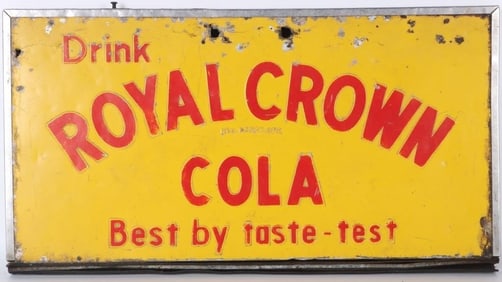 Drink
ROYAL CROWN
COLA
Best by taste-test